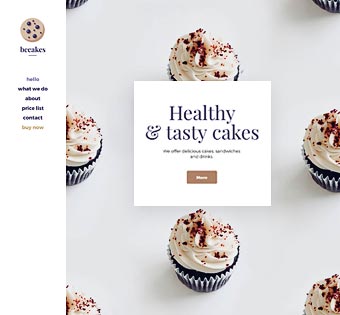 becakes
hello
what we do
about
price list
contact
buy now
Healthy
& tasty cakes
We offer delicious cakes, sandwiches
and drinks.
More